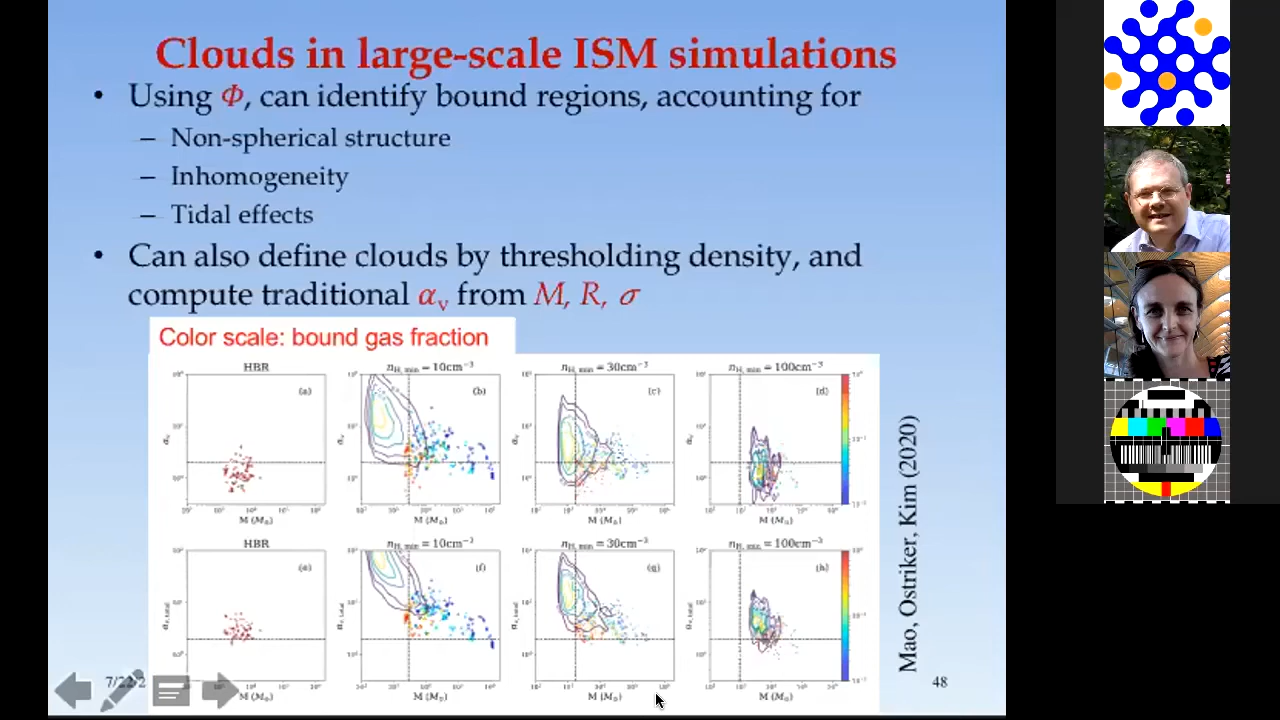 Clouds in large-scale ISM simulations
• Using Φ, can identify bound regions, accounting for
– Non-spherical structure
– Inhomogeneity
– Tidal effects
• Can also define clouds by thresholding density, and
compute traditional αv from M, R, σ
Color scale: bound gas fraction
HBR
nH, min = 10cm−3
nH, min = 30cm−3
nH, min = 100cm−3
(a)
(b)
(c)
(d)
M (M⊙)
M (M⊙)
M (M⊙)
M (M⊙)
HBR
nH, min = 10cm−3
nH, min = 30cm−3
nH, min = 100cm−3
(e)
(f)
(g)
(h)
M (M⊙)
M (M⊙)
M (M⊙)
M (M⊙)
Mao, Ostriker, Kim (2020)
48